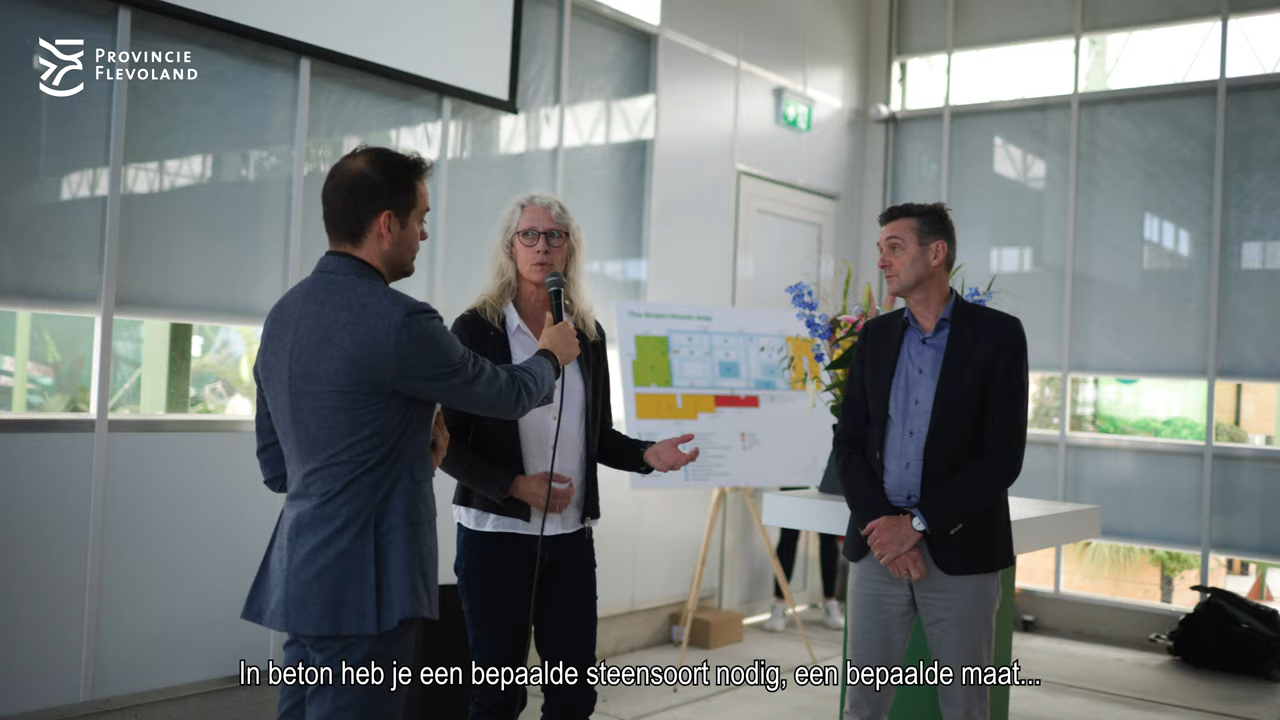 PROVINCIE
FLEVOLAND
In beton heb je een bepaalde steensoort nodig, een bepaalde maat...